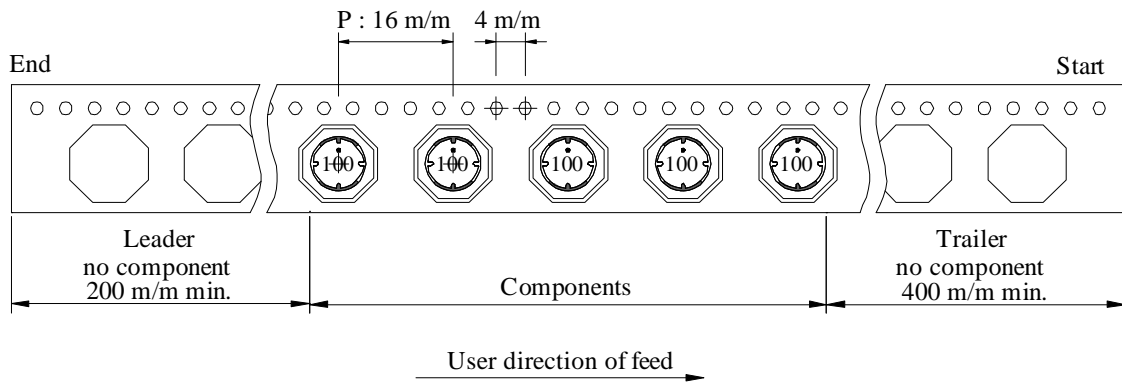 P : 16 m/m
4 m/m
End
Start
100
100
100
100
100
Leader
no component
200 m/m min.
Components
Trailer
no component
400 m/m min.
User direction of feed